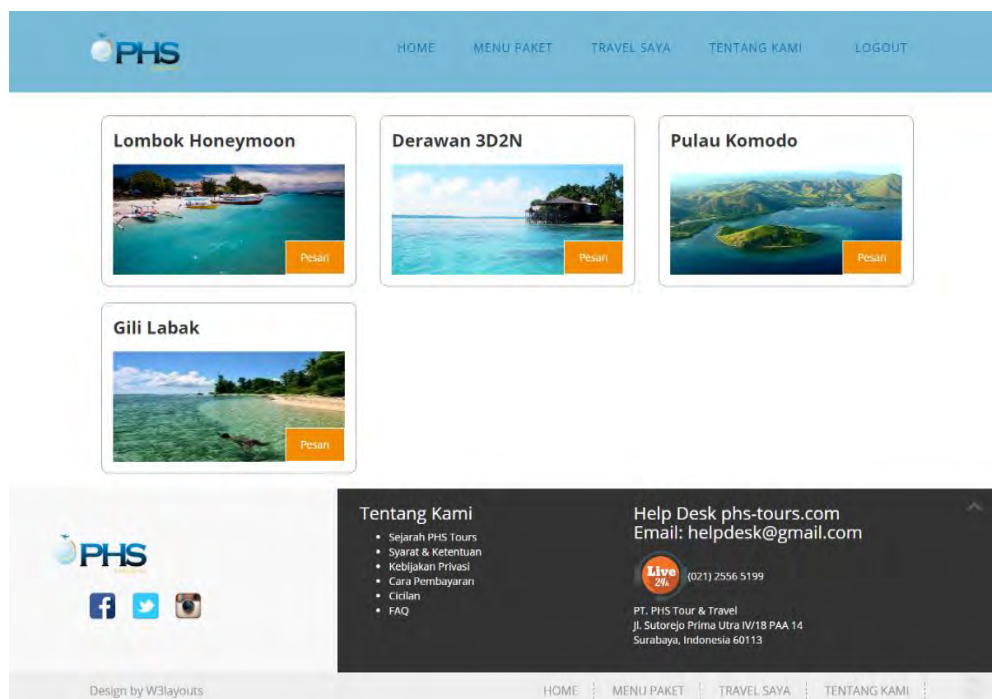 PHS
HOME MENU PAKET TRAVEL SAYA TENTANG KAMI LOGOUT
Lombok Honeymoon
Pesan
Derawan 3D2N
Pesan
Pulau Komodo
Pesan
Gili Labak
Pesan
PHS
Tentang Kami
Sejarah PHS Tours
Syarat & Ketentuan
Kebijakan Privasi
Cara Pembayaran
Cicilan
FAQ
Help Desk phs-tours.com
Email: helpdesk@gmail.com
Live
24h
(021) 2556 5199
PT. PHS Tour & Travel
Jl. Sutorejo Prima Utra IV/18 PAA 14
Surabaya, Indonesia 60113
Design by W3layouts
HOME MENU PAKET TRAVEL SAYA TENTANG KAMI